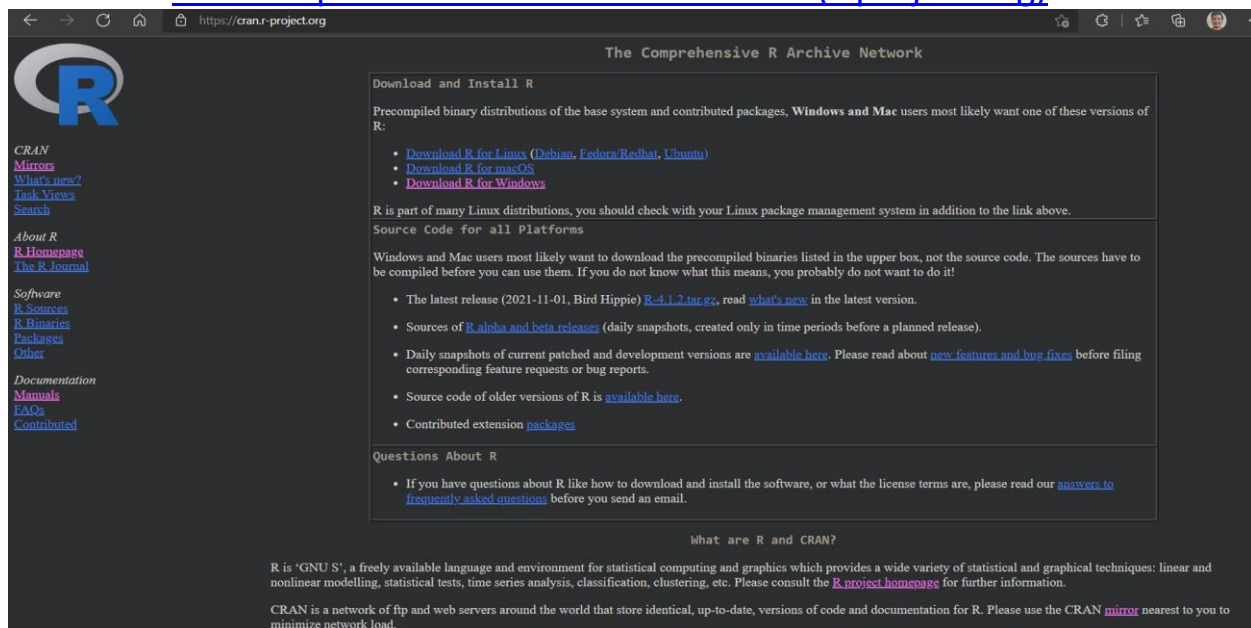 https://cran.r-project.org
R
CRAN
Mirrors
What's new?
Task Views
Search
About R
R Homepage
The R Journal
Software
R Sources
R Binaries
Packages
Other
Documentation
Manuals
FAQs
Contributed
The Comprehensive R Archive Network
Download and Install R
Precompiled binary distributions of the base system and contributed packages, Windows and Mac users most likely want one of these versions of
R:
• Download R for Linux (Debian, Fedora/Redhat, Ubuntu)
• Download R for macOS
• Download R for Windows
R is part of many Linux distributions, you should check with your Linux package management system in addition to the link above.
Source Code for all Platforms
Windows and Mac users most likely want to download the precompiled binaries listed in the upper box, not the source code. The sources have to
be compiled before you can use them. If you do not know what this means, you probably do not want to do it!
• The latest release (2021-11-01, Bird Hippie) R-4.1.2.tar.gz, read what's new in the latest version.
• Sources of R alpha and beta releases (daily snapshots, created only in time periods before a planned release).
• Daily snapshots of current patched and development versions are available here. Please read about new features and bug fixes before filing
corresponding feature requests or bug reports.
• Source code of older versions of R is available here.
• Contributed extension packages
Questions About R
• If you have questions about R like how to download and install the software, or what the license terms are, please read our answers to
frequently asked questions before you send an email.
What are R and CRAN?
R is ‘GNU S’, a freely available language and environment for statistical computing and graphics which provides a wide variety of statistical and graphical techniques: linear and
nonlinear modelling, statistical tests, time series analysis, classification, clustering, etc. Please consult the R project homepage for further information.
CRAN is a network of ftp and web servers around the world that store identical, up-to-date, versions of code and documentation for R. Please use the CRAN mirror nearest to you to
minimize network load.